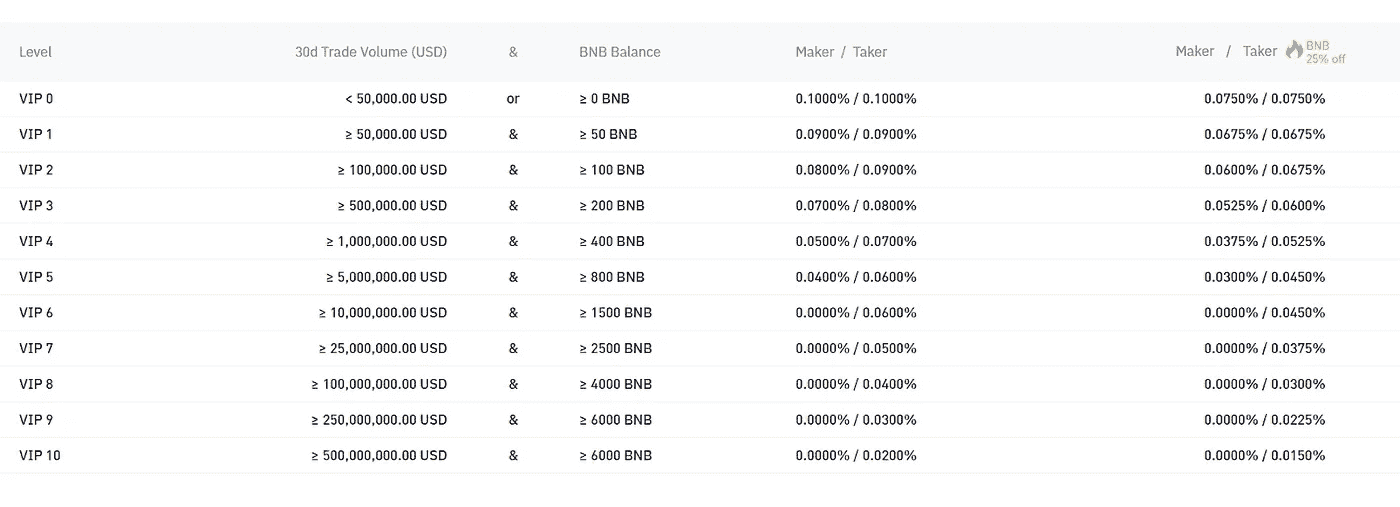 Level 30d Trade Volume (USD) & BNB Balance Maker / Taker Maker / Taker BNB 25% off
VIP 0 < 50,000.00 USD or ≥ 0 BNB 0.1000% / 0.1000% 0.0750% / 0.0750%
VIP 1 ≥ 50,000.00 USD & ≥ 50 BNB 0.0900% / 0.0900% 0.0675% / 0.0675%
VIP 2 ≥ 100,000.00 USD & ≥ 100 BNB 0.0800% / 0.0900% 0.0600% / 0.0675%
VIP 3 ≥ 500,000.00 USD & ≥ 200 BNB 0.0700% / 0.0800% 0.0525% / 0.0600%
VIP 4 ≥ 1,000,000.00 USD & ≥ 400 BNB 0.0500% / 0.0700% 0.0375% / 0.0525%
VIP 5 ≥ 5,000,000.00 USD & ≥ 800 BNB 0.0400% / 0.0600% 0.0300% / 0.0450%
VIP 6 ≥ 10,000,000.00 USD & ≥ 1500 BNB 0.0000% / 0.0600% 0.0000% / 0.0450%
VIP 7 ≥ 25,000,000.00 USD & ≥ 2500 BNB 0.0000% / 0.0500% 0.0000% / 0.0375%
VIP 8 ≥ 100,000,000.00 USD & ≥ 4000 BNB 0.0000% / 0.0400% 0.0000% / 0.0300%
VIP 9 ≥ 250,000,000.00 USD & ≥ 6000 BNB 0.0000% / 0.0300% 0.0000% / 0.0225%
VIP 10 ≥ 500,000,000.00 USD & ≥ 6000 BNB 0.0000% / 0.0200% 0.0000% / 0.0150%